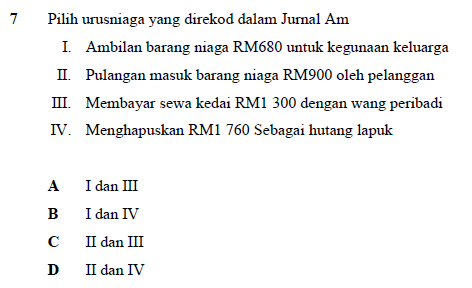 7 Pilih urusniaga yang direkod dalam Jurnal Am
I. Ambilan barang niaga RM680 untuk kegunaan keluarga
II. Pulangan masuk barang niaga RM900 oleh pelanggan
III. Membayar sewa kedai RM1 300 dengan wang peribadi
IV. Menghapuskan RM1 760 Sebagai hutang lapuk
A I dan III
B I dan IV
C II dan III
D II dan IV